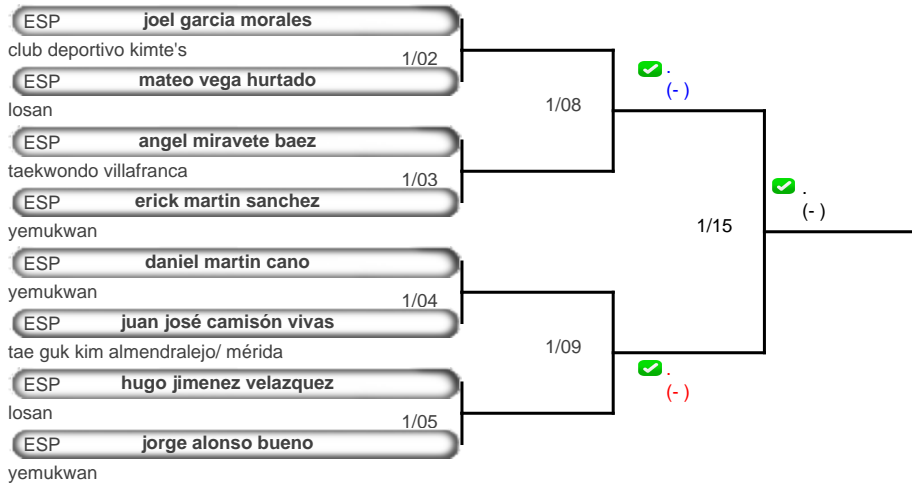 ESP joel garcia morales
club deportivo kimte's
1/02
ESP mateo vega hurtado
losan
ESP angel miravete baez
taekwondo villafranca
1/03
ESP erick martin sanchez
yemukwan
ESP daniel martin cano
yemukwan
1/04
ESP juan josé camisón vivas
tae guk kim almendralejo/ mérida
ESP hugo jimenez velazquez
losan
1/05
ESP jorge alonso bueno
yemukwan
1/08
1/09
.
(- )
.
(- )
1/15
.
(- )